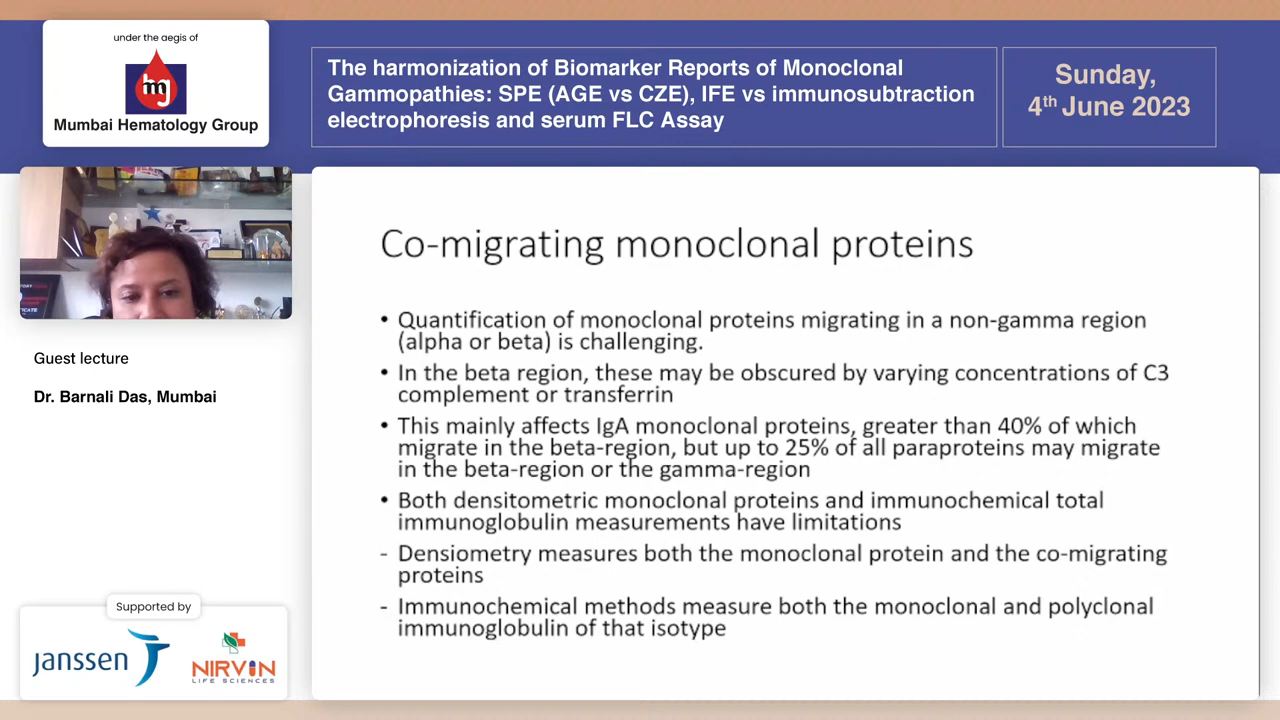 under the aegis of
mg
Mumbai Hematology Group
The harmonization of Biomarker Reports of Monoclonal
Gammopathies: SPE (AGE vs CZE), IFE vs immunosubtraction
electrophoresis and serum FLC Assay
Sunday,
4th June 2023
Guest lecture
Dr. Barnali Das, Mumbai
Supported by
janssen
NIRVIN
LIFE SCIENCES
Co-migrating monoclonal proteins
• Quantification of monoclonal proteins migrating in a non-gamma region
(alpha or beta) is challenging.
• In the beta region, these may be obscured by varying concentrations of C3
complement or transferrin
• This mainly affects IgA monoclonal proteins, greater than 40% of which
migrate in the beta-region, but up to 25% of all paraproteins may migrate
in the beta-region or the gamma-region
• Both densitometric monoclonal proteins and immunochemical total
immunoglobulin measurements have limitations
- Densiometry measures both the monoclonal protein and the co-migrating
proteins
- Immunochemical methods measure both the monoclonal and polyclonal
immunoglobulin of that isotype